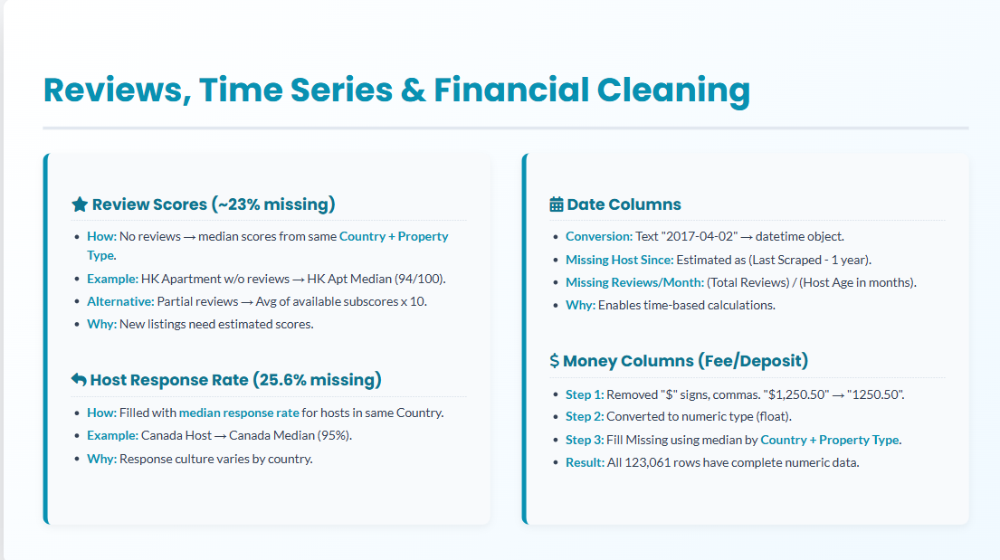 Reviews, Time Series & Financial Cleaning
Review Scores (~23% missing)
• How: No reviews → median scores from same Country + Property
Type.
• Example: HK Apartment w/o reviews → HK Apt Median (94/100).
• Alternative: Partial reviews → Avg of available subscores x 10.
• Why: New listings need estimated scores.
Host Response Rate (25.6% missing)
• How: Filled with median response rate for hosts in same Country.
• Example: Canada Host → Canada Median (95%).
• Why: Response culture varies by country.
Date Columns
• Conversion: Text "2017-04-02" → datetime object.
• Missing Host Since: Estimated as (Last Scraped - 1 year).
• Missing Reviews/Month: (Total Reviews) / (Host Age in months).
• Why: Enables time-based calculations.
$ Money Columns (Fee/Deposit)
• Step 1: Removed "$" signs, commas. "$1,250.50" → "1250.50".
• Step 2: Converted to numeric type (float).
• Step 3: Fill Missing using median by Country + Property Type.
• Result: All 123,061 rows have complete numeric data.